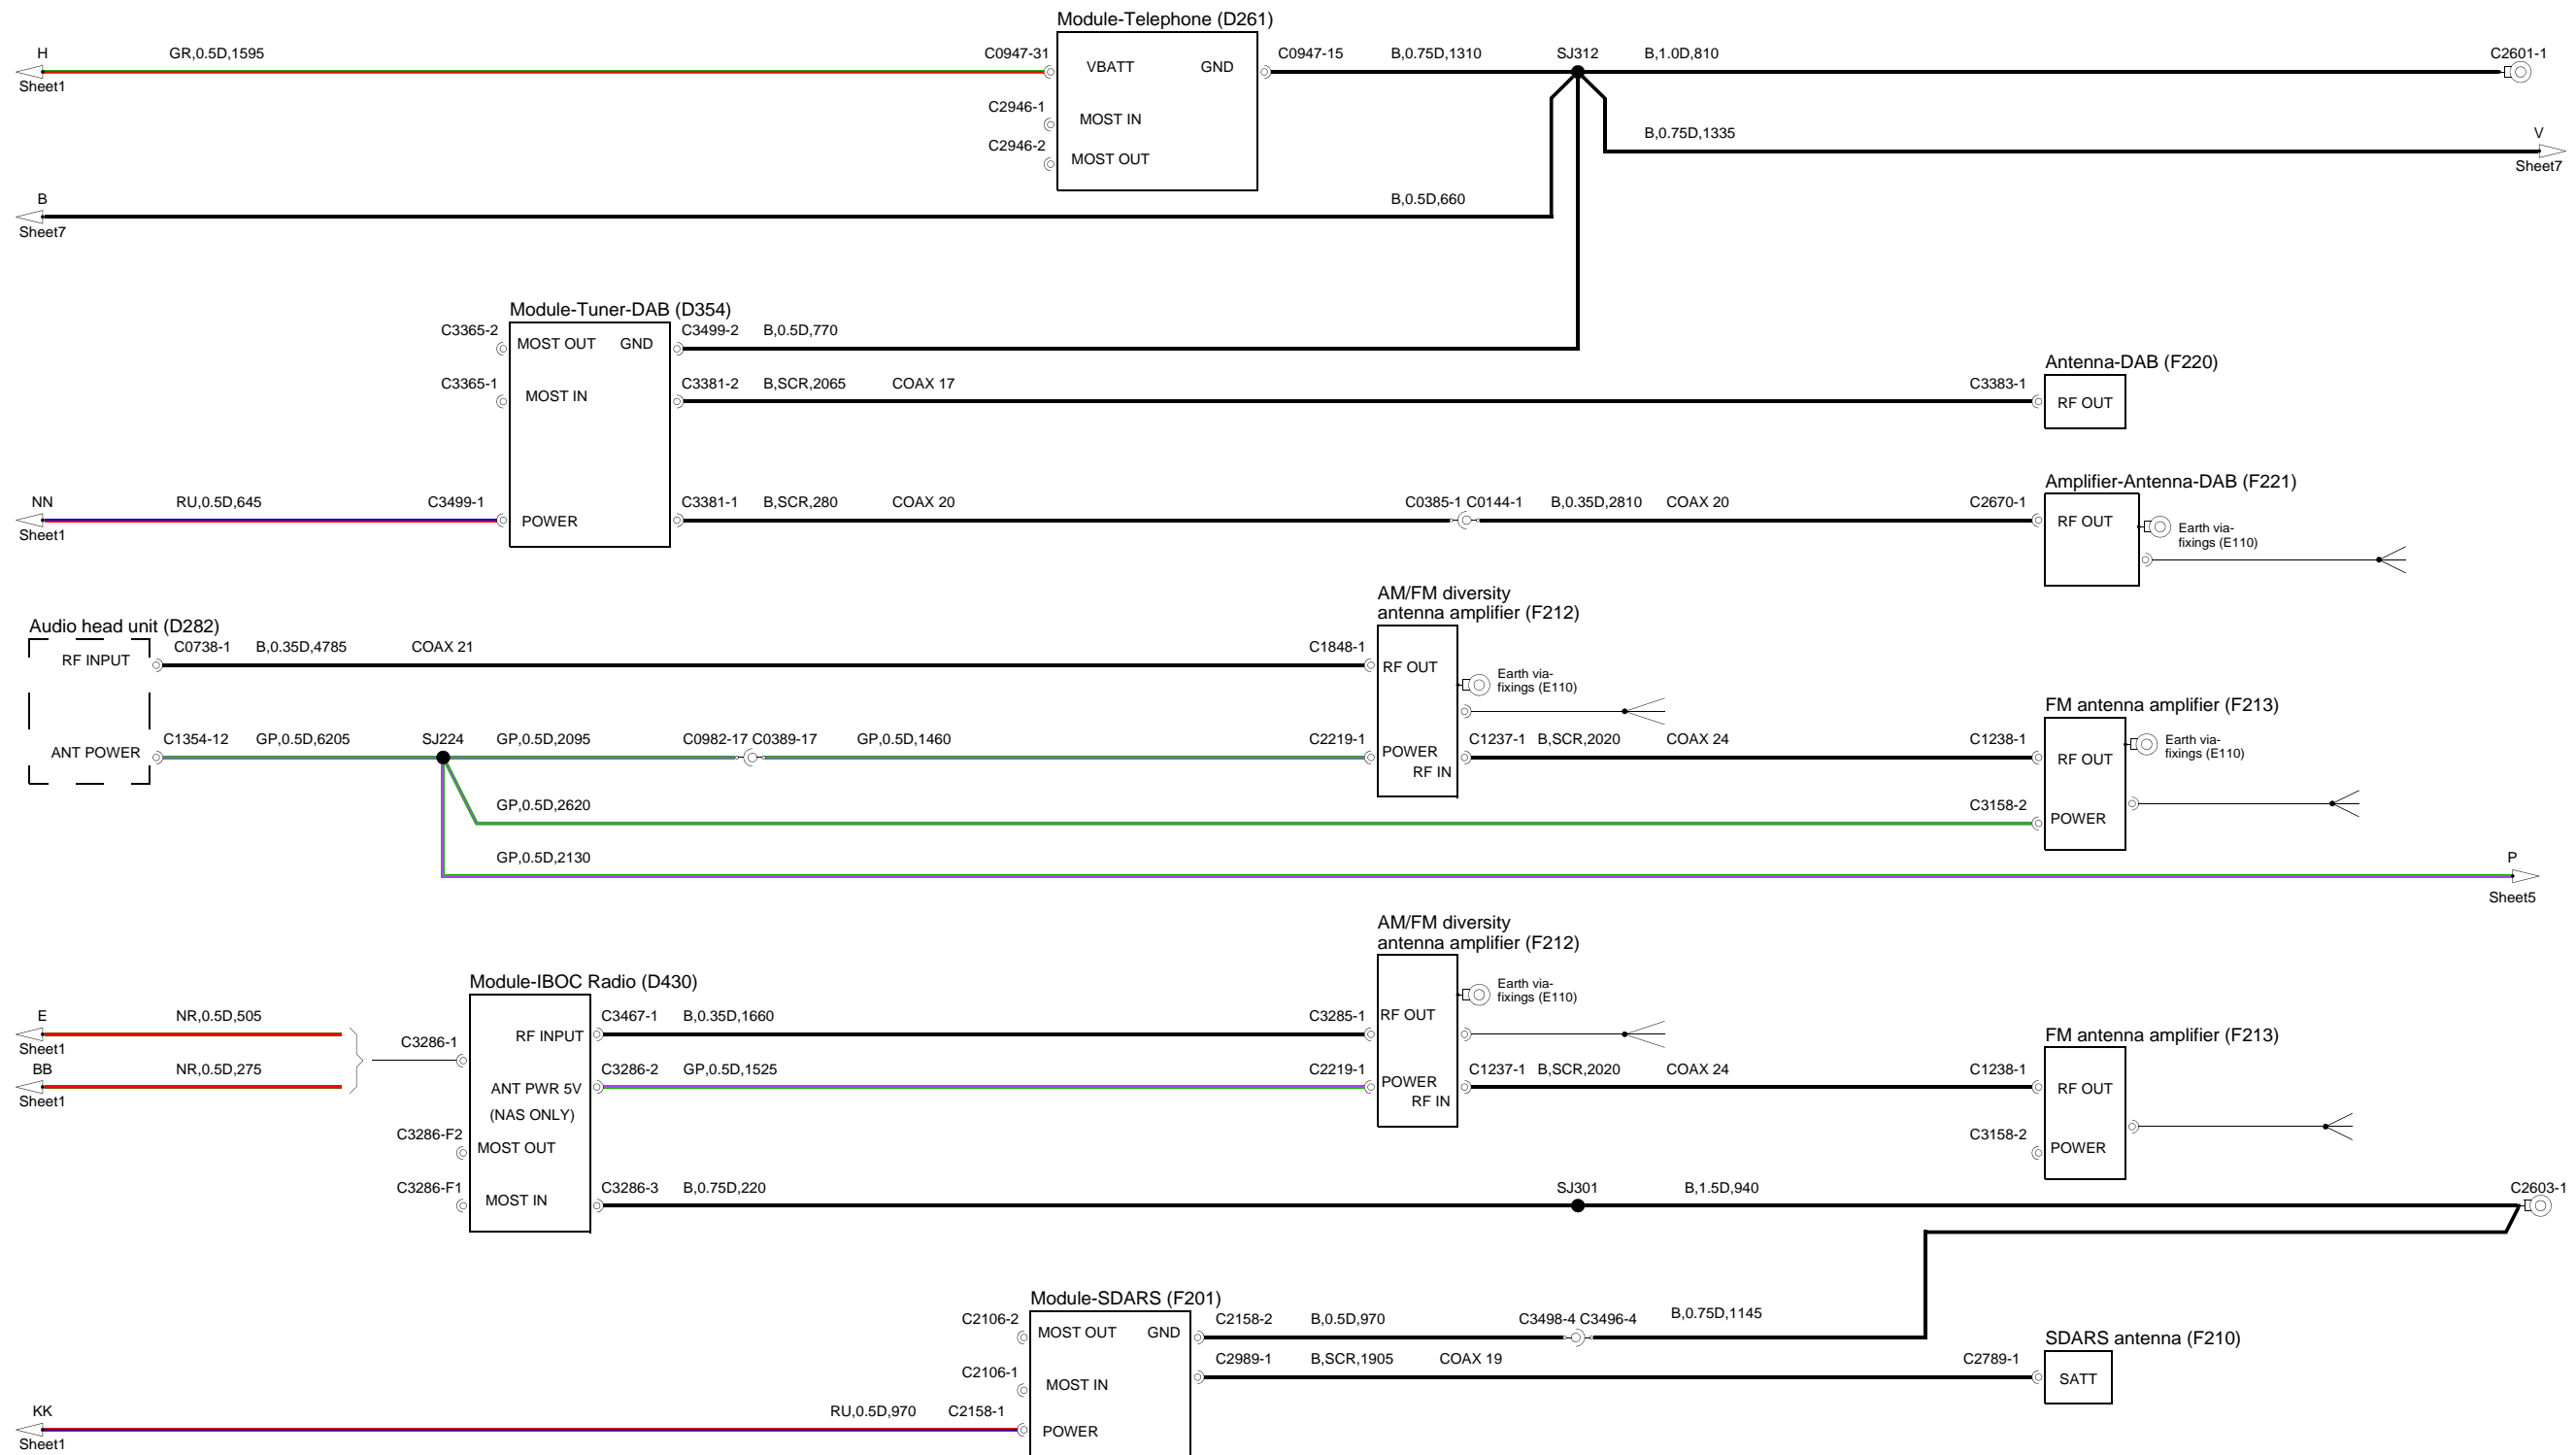 Module-Telephone (D261)
H
GR,0.5D,1595
C0947-31
VBATT
GND
C0947-15
B,0.75D,1310
SJ312
B,1.0D,810
C2601-1
Sheet1
C2946-1
MOST IN
C2946-2
MOST OUT
B,0.75D,1335
V
Sheet7
B
B,0.5D,660
Sheet7
Module-Tuner-DAB (D354)
C3365-2
MOST OUT
GND
C3499-2
B,0.5D,770
C3365-1
MOST IN
C3381-2
B,SCR,2065
COAX 17
C3383-1
Antenna-DAB (F220)
RF OUT
NN
RU,0.5D,645
C3499-1
POWER
C3381-1
B,SCR,280
COAX 20
C0385-1 C0144-1
B,0.35D,2810
COAX 20
C2670-1
Amplifier-Antenna-DAB (F221)
RF OUT
Earth via-
fixings (E110)
Sheet1
Audio head unit (D282)
RF INPUT
C0738-1
B,0.35D,4785
COAX 21
C1848-1
AM/FM diversity
antenna amplifier (F212)
RF OUT
Earth via-
fixings (E110)
ANT POWER
C1354-12
GP,0.5D,6205
SJ224
GP,0.5D,2095
C0982-17 C0389-17
GP,0.5D,1460
C2219-1
POWER
RF IN
C1237-1
B,SCR,2020
COAX 24
C1238-1
FM antenna amplifier (F213)
RF OUT
Earth via-
fixings (E110)
GP,0.5D,2620
C3158-2
POWER
GP,0.5D,2130
P
Sheet5
AM/FM diversity
antenna amplifier (F212)
Module-IBOC Radio (D430)
E
NR,0.5D,505
Sheet1
BB
NR,0.5D,275
Sheet1
C3286-1
RF INPUT
C3467-1
B,0.35D,1660
C3285-1
RF OUT
Earth via-
fixings (E110)
ANT PWR 5V
(NAS ONLY)
C3286-2
GP,0.5D,1525
C2219-1
POWER
RF IN
C1237-1
B,SCR,2020
COAX 24
C1238-1
FM antenna amplifier (F213)
RF OUT
C3286-F2
MOST OUT
C3158-2
POWER
C3286-F1
MOST IN
C3286-3
B,0.75D,220
SJ301
B,1.5D,940
C2603-1
Module-SDARS (F201)
C2106-2
MOST OUT
GND
C2158-2
B,0.5D,970
C3498-4 C3496-4
B,0.75D,1145
C2106-1
MOST IN
C2989-1
B,SCR,1905
COAX 19
C2789-1
SDARS antenna (F210)
SATT
KK
RU,0.5D,970
C2158-1
POWER
Sheet1